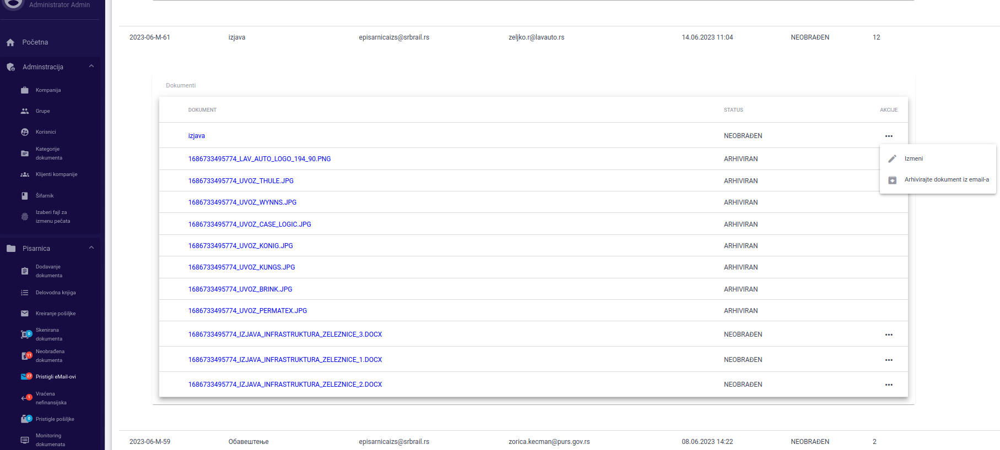 Administrator Admin
Početna
Adminstracija
Kompanija
Grupe
Korisnici
Kategorije
dokumenta
Klijenti kompanije
Šifarnik
Izaberi fajl za
izmenu pečata
Pisarnica
Dodavanje
dokumenta
Delovodna knjiga
Kreiranje pošiljke
Skenirana
0
dokumenta
Neobrađena
11
dokumenta
27 Pristigli eMail-ovi
Vraćena
1
nefinansijska
0 Pristigle pošiljke
Monitoring
dokumenata
2023-06-M-61 izjava episarnicaizs@srbrail.rs zeljko.r@lavauto.rs 14.06.2023 11:04 NEOBRAĐEN 12
Dokumenti
DOKUMENT STATUS AKCIJE
izjava NEOBRAĐEN •••
1686733495774_LAV_AUTO_LOGO_194_90.PNG ARHIVIRAN
1686733495774_UVOZ_THULE.JPG ARHIVIRAN
1686733495774_UVOZ_WYNNS.JPG ARHIVIRAN
1686733495774_UVOZ_CASE_LOGIC.JPG ARHIVIRAN
1686733495774_UVOZ_KONIG.JPG ARHIVIRAN
1686733495774_UVOZ_KUNGS.JPG ARHIVIRAN
1686733495774_UVOZ_BRINK.JPG ARHIVIRAN
1686733495774_UVOZ_PERMATEX.JPG ARHIVIRAN
1686733495774_IZJAVA_INFRASTRUKTURA_ZELEZNICE_3.DOCX NEOBRAĐEN •••
1686733495774_IZJAVA_INFRASTRUKTURA_ZELEZNICE_1.DOCX NEOBRAĐEN •••
1686733495774_IZJAVA_INFRASTRUKTURA_ZELEZNICE_2.DOCX NEOBRAĐEN •••
Izmeni
Arhivirajte dokument iz email-a
2023-06-M-59 Обавештење episarnicaizs@srbrail.rs zorica.kecman@purs.gov.rs 08.06.2023 14:22 NEOBRAĐEN 2